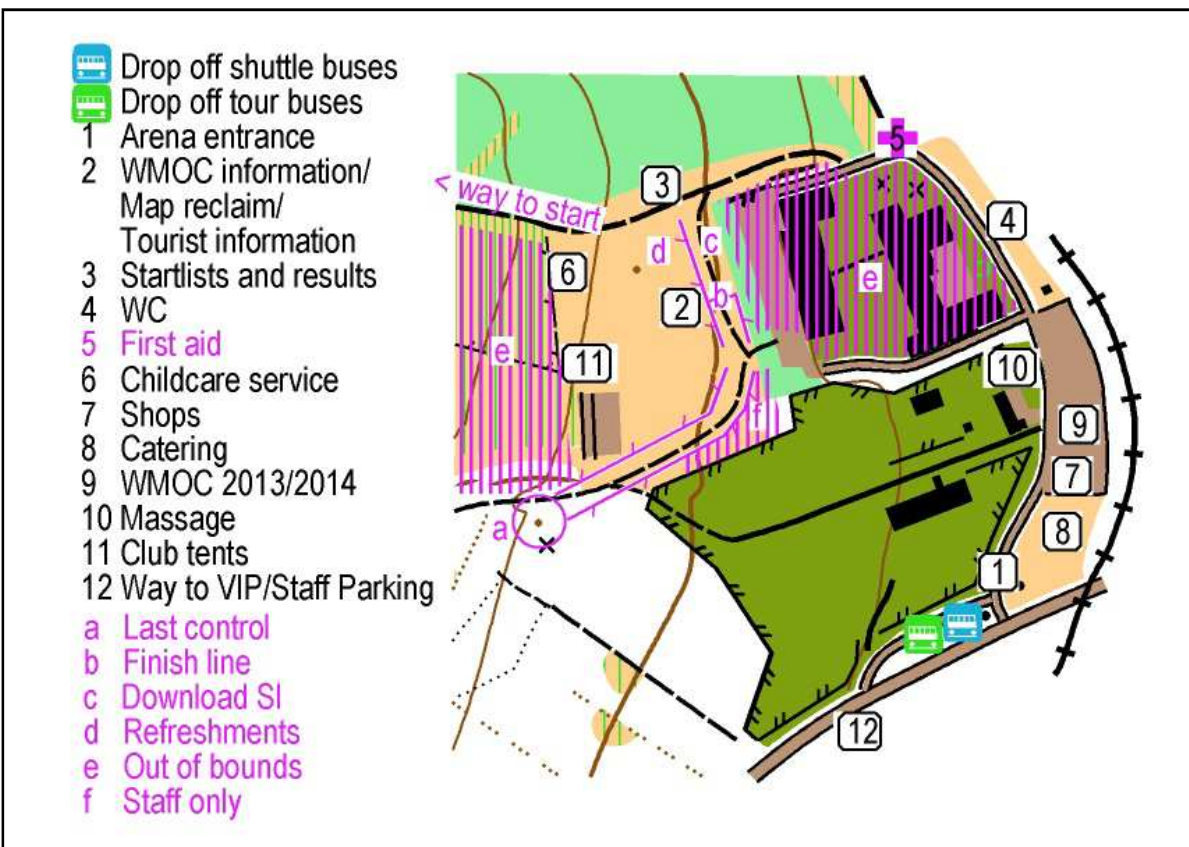 Drop off shuttle buses
Drop off tour buses
1 Arena entrance
2 WMOC information/
Map reclaim/
Tourist information
3 Startlists and results
4 WC
5 First aid
6 Childcare service
7 Shops
8 Catering
9 WMOC 2013/2014
10 Massage
11 Club tents
12 Way to VIP/Staff Parking
a Last control
b Finish line
c Download SI
d Refreshments
e Out of bounds
f Staff only
5
3
< way to start
4
c
d
6
e
b
2
e
11
10
f
9
7
a
8
1
12